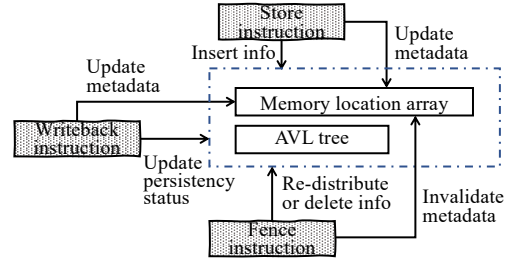 Store
instruction
Insert info
Update
metadata
Update
metadata
Memory location array
Writeback
instruction
AVL tree
Update
persistency
status
Re-distribute
or delete info
Invalidate
metadata
Fence
instruction